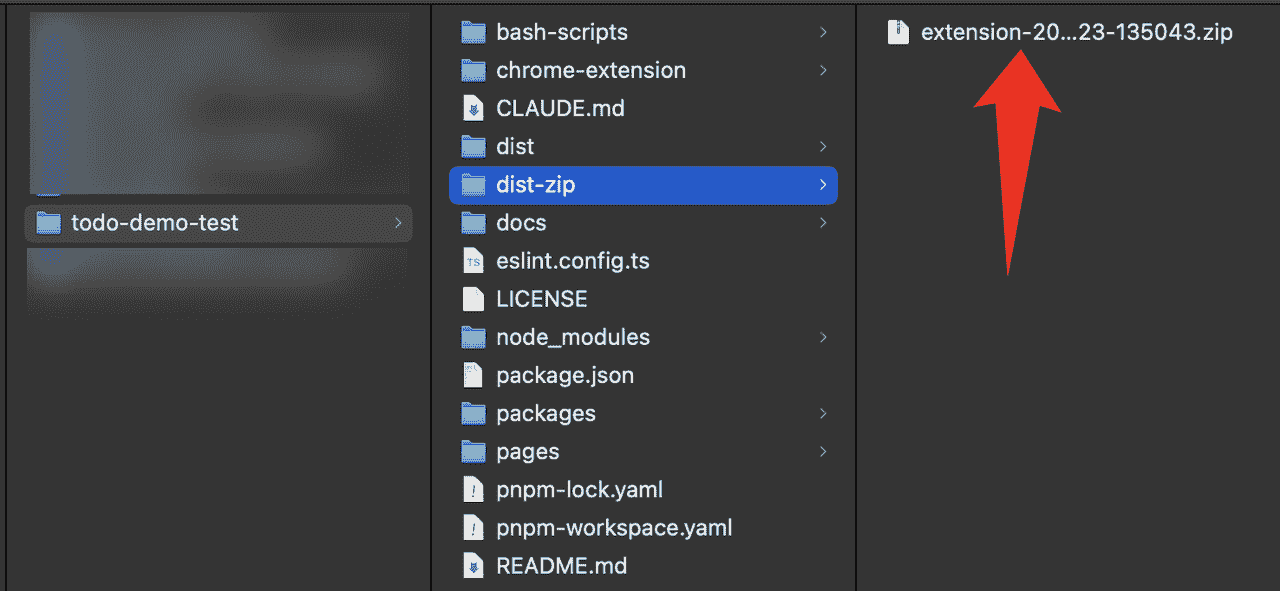 todo-demo-test
bash-scripts
chrome-extension
CLAUDE.md
dist
dist-zip
docs
eslint.config.ts
LICENSE
node_modules
package.json
packages
pages
pnpm-lock.yaml
pnpm-workspace.yaml
README.md
extension-20...23-135043.zip